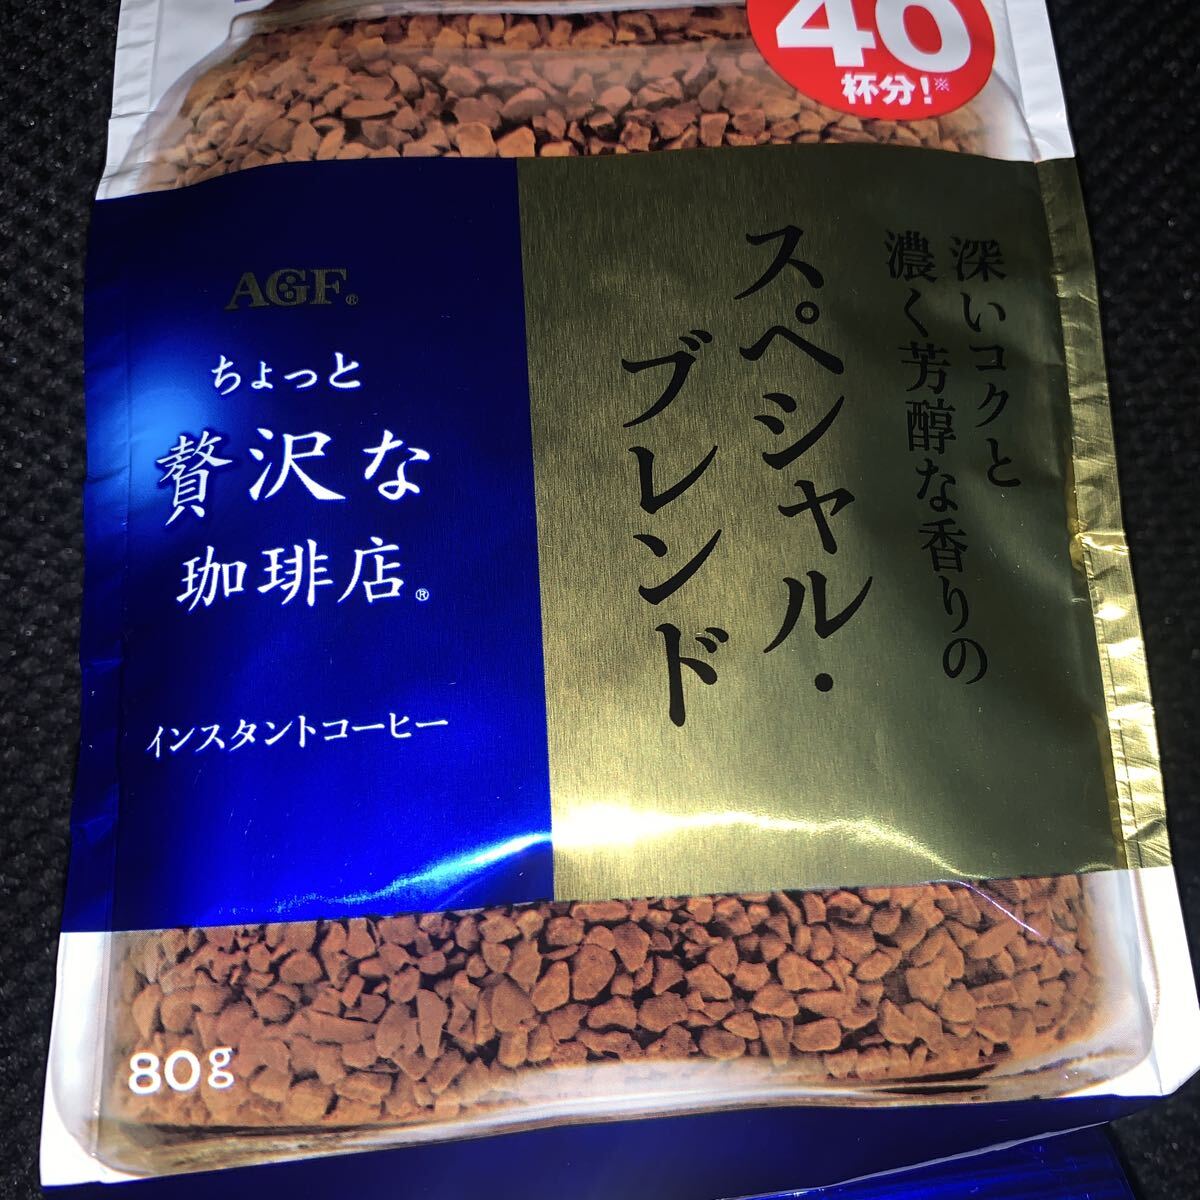 40
杯分!※
AGF®
ちょっと
贅沢な
珈琲店®
インスタントコーヒー
深いコクと
濃く芳醇な香りの
スペシャル・
ブレンド
80g